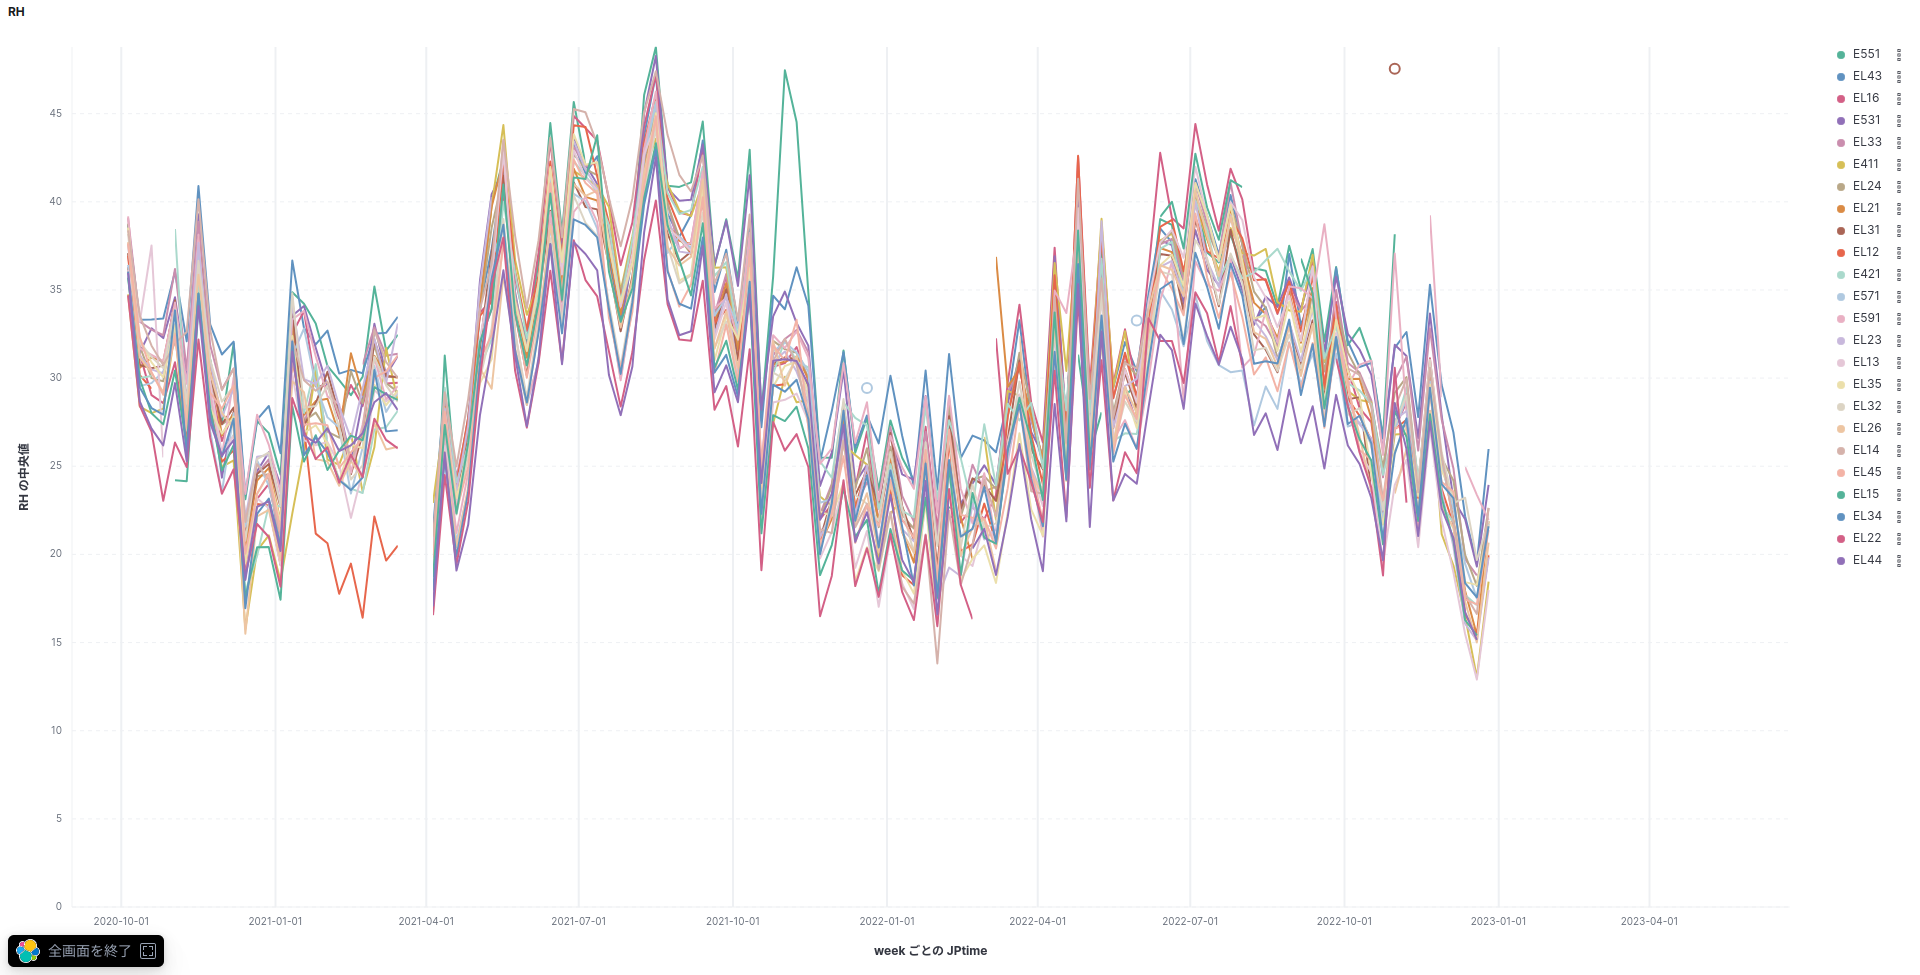 RH
45
40
35
30
25
20
15
10
5
0
RH の中央値
2020-10-01
2021-01-01
2021-04-01
2021-07-01
2021-10-01
2022-01-01
2022-04-01
2022-07-01
2022-10-01
2023-01-01
2023-04-01
week ごとの JPtime
E551
EL43
EL16
E531
EL33
E411
EL24
EL21
EL31
EL12
E421
E571
E591
EL23
EL13
EL35
EL32
EL26
EL14
EL45
EL15
EL34
EL22
EL44
全画面を終了